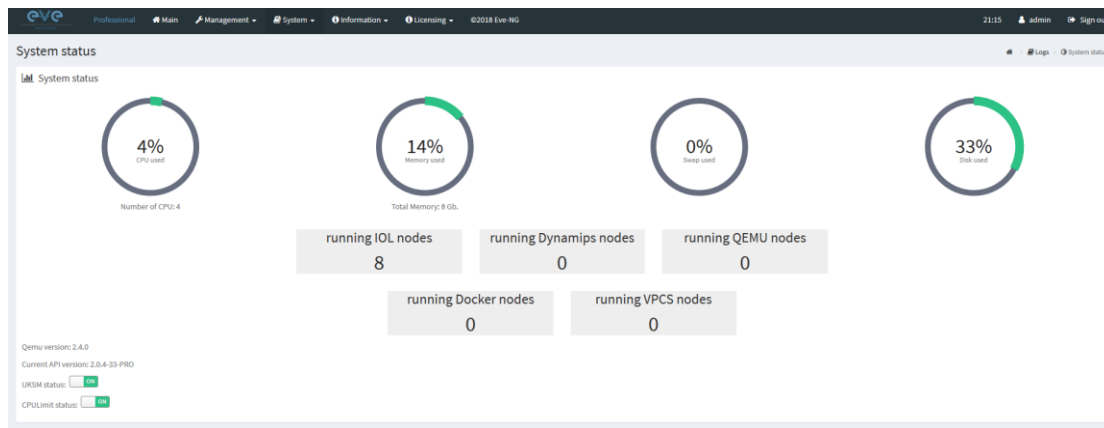 eve Professional Main Management System Information Licensing ©2018 Eve-NG 21:15 admin Sign ou
System status
Logs System statu
System status
4% 14% 0% 33%
CPU used Memory used Swap used Disk used
Number of CPU: 4 Total Memory: 8 Gb.
running IOL nodes running Dynamips nodes running QEMU nodes
8 0 0
running Docker nodes running VPCS nodes
0 0
Qemu version: 2.4.0
Current API version: 2.0.4-33-PRO
UKSM status: ON
CPULimit status: ON